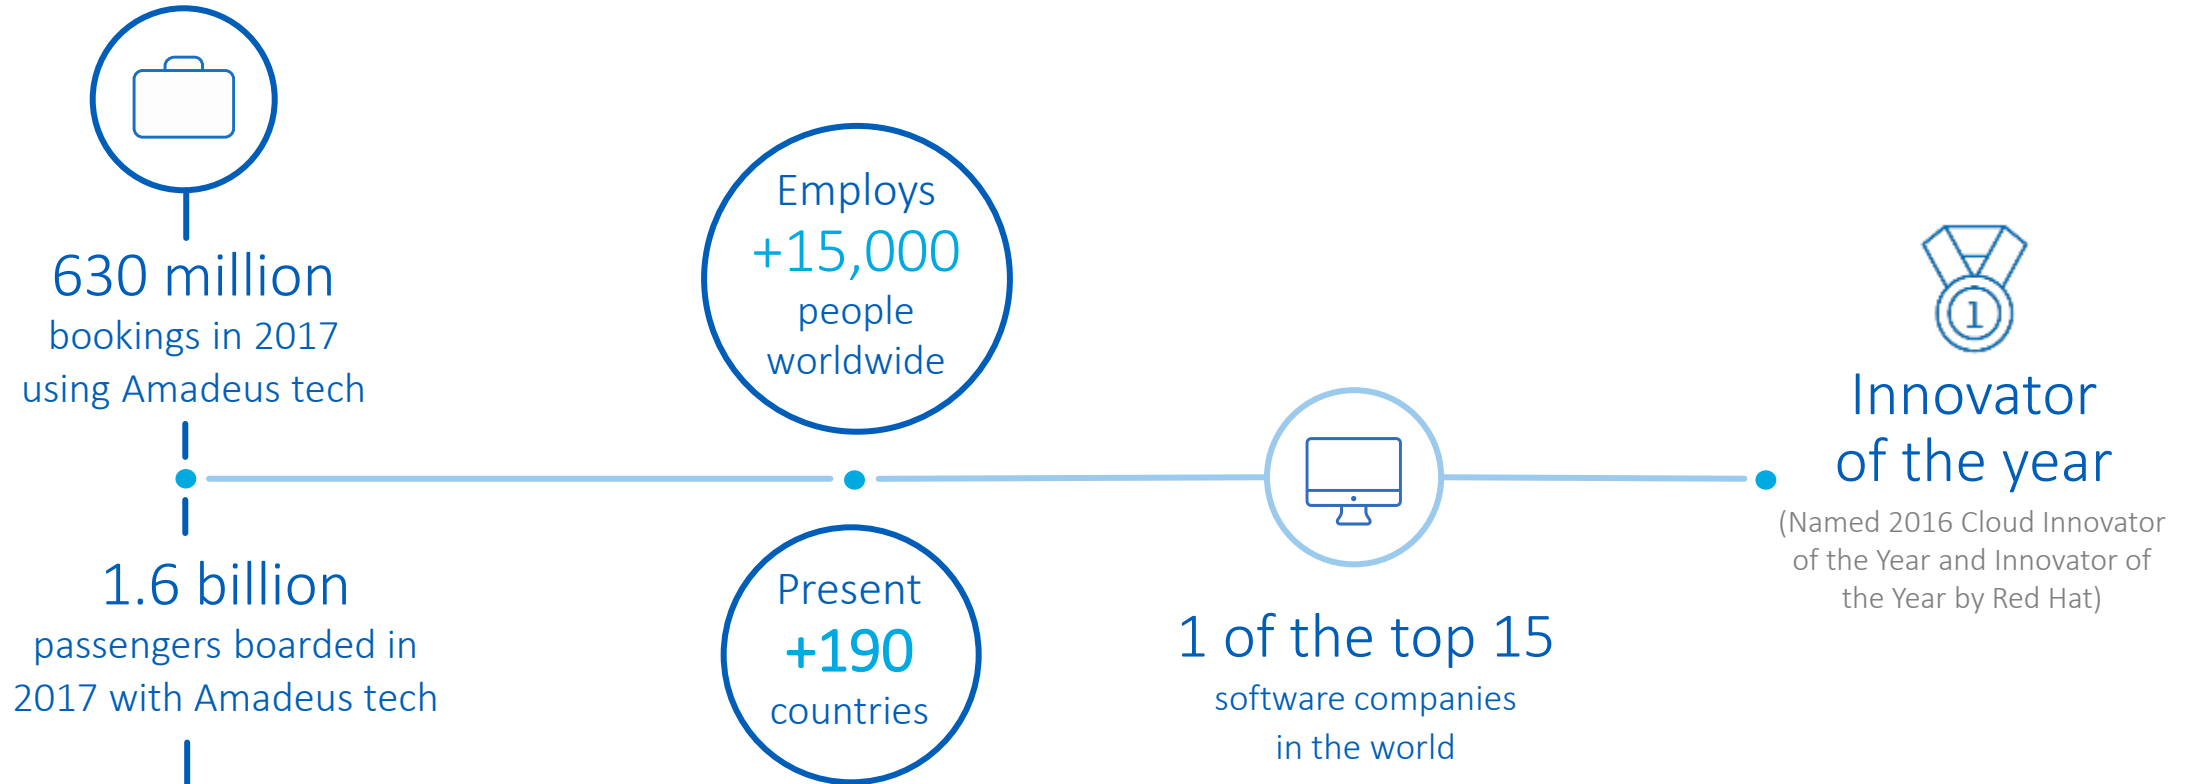 630 million
bookings in 2017
using Amadeus tech
1.6 billion
passengers boarded in
2017 with Amadeus tech
Employs
+15,000
people
worldwide
Present
+190
countries
1 of the top 15
software companies
in the world
1
Innovator
of the year
(Named 2016 Cloud Innovator
of the Year and Innovator of
the Year by Red Hat)